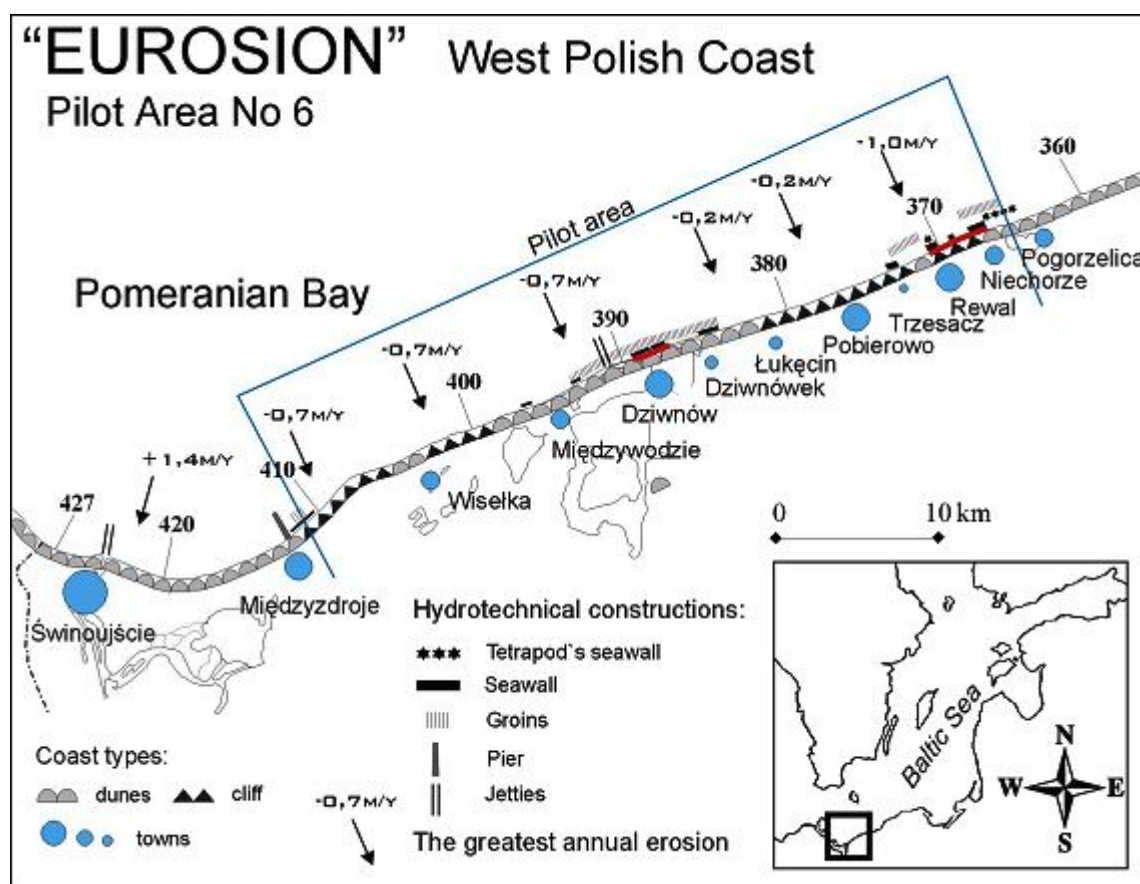 “EUROSION” West Polish Coast
Pilot Area No 6
-1,0M/Y
360
-0,2M/Y
370
-0,2M/Y
Pilot area
380
Pogorzelica
Niechorze
Pomeranian Bay
-0,7M/Y
390
Rewal
Trzesacz
Pobierowo
-0,7M/Y
400
Łukęcin
Dziwnówek
Dziwnów
-0,7M/Y
Międzywodzie
+1,4M/Y
410
Wisełka
427
420
0 10 km
Międzyzdroje
Świnoujście
Hydrotechnical constructions:
Tetrapod`s seawall
Seawall
Groins
Pier
Jetties
The greatest annual erosion
Coast types:
dunes cliff
towns
-0,7M/Y
Baltic Sea
N
W E
S